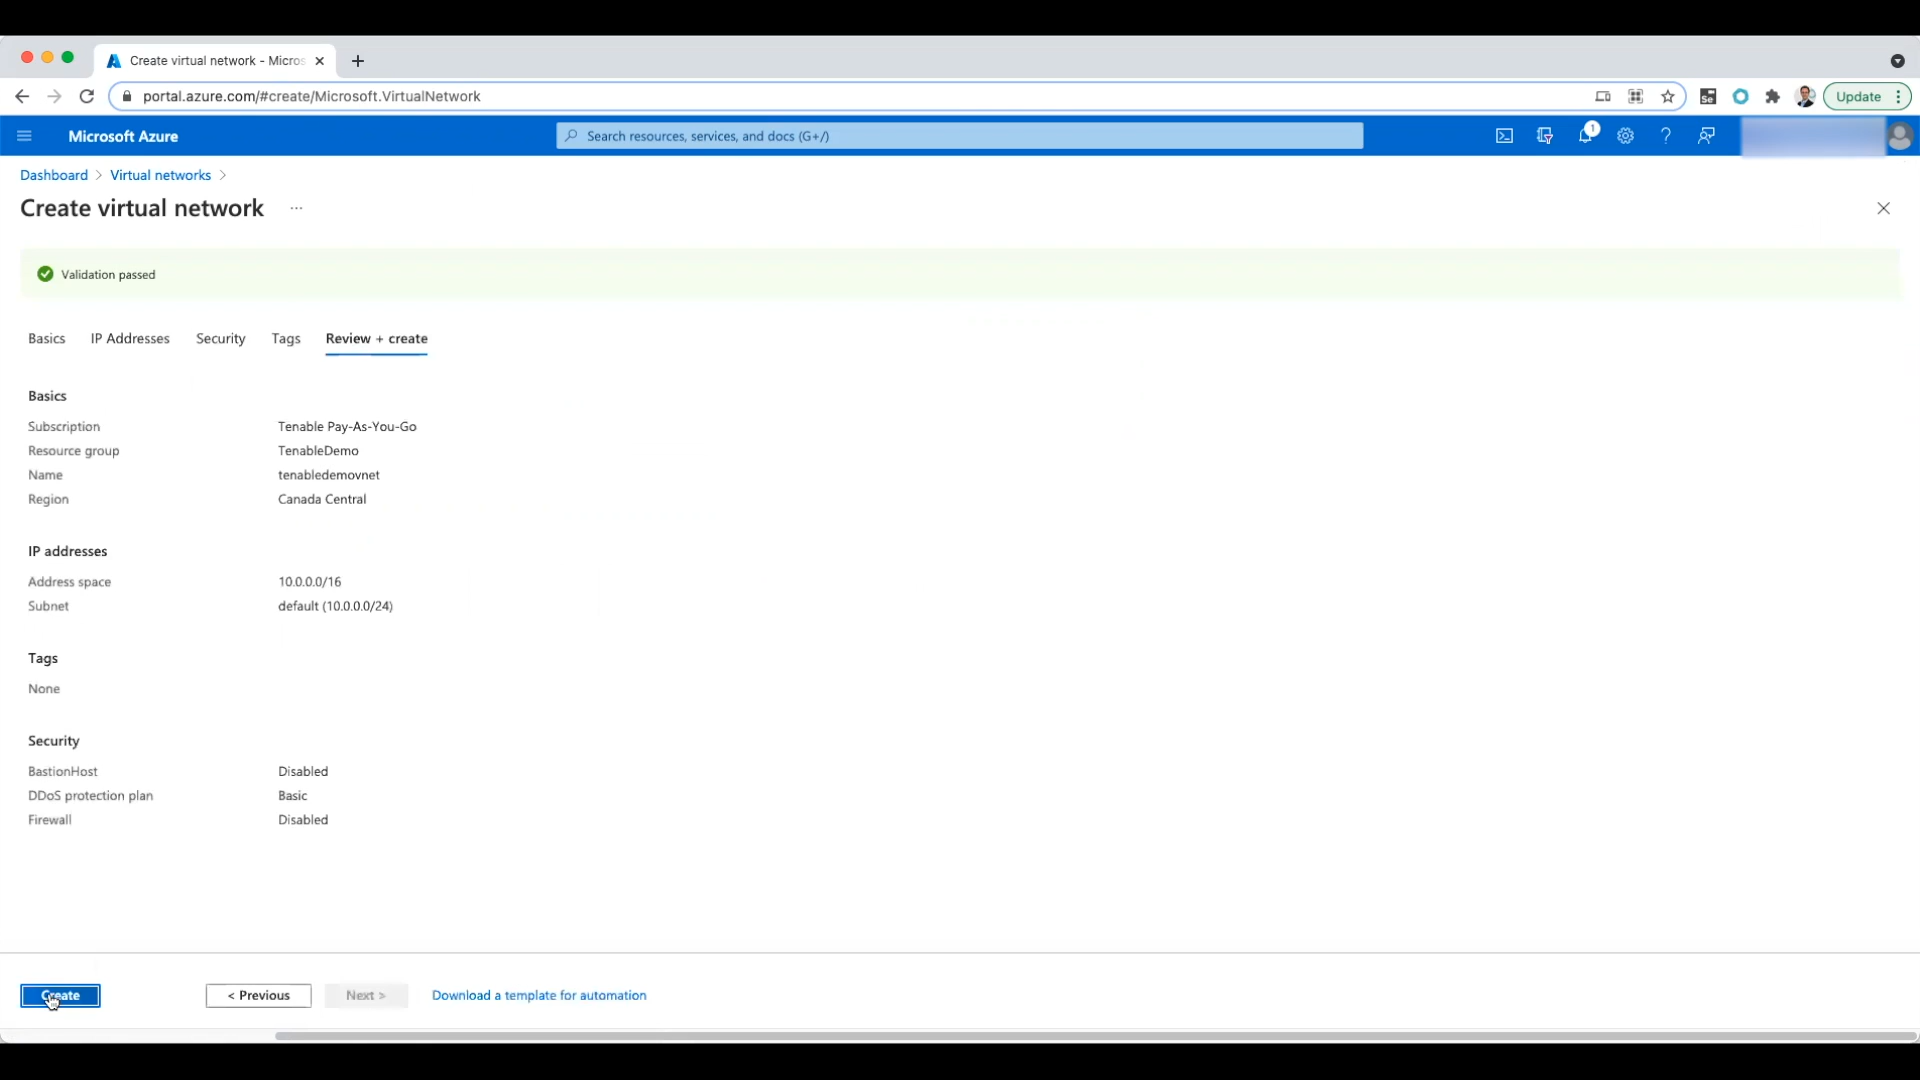 Create virtual network - Micros
portal.azure.com/#create/Microsoft.VirtualNetwork
Se
Update
Microsoft Azure
Search resources, services, and docs (G+/)
1
Dashboard > Virtual networks >
Create virtual network ...
Validation passed
Basics IP Addresses Security Tags Review + create
Basics
Subscription Tenable Pay-As-You-Go
Resource group TenableDemo
Name tenabledemovnet
Region Canada Central
IP addresses
Address space 10.0.0.0/16
Subnet default (10.0.0.0/24)
Tags
None
Security
BastionHost Disabled
DDoS protection plan Basic
Firewall Disabled
Create < Previous Next > Download a template for automation